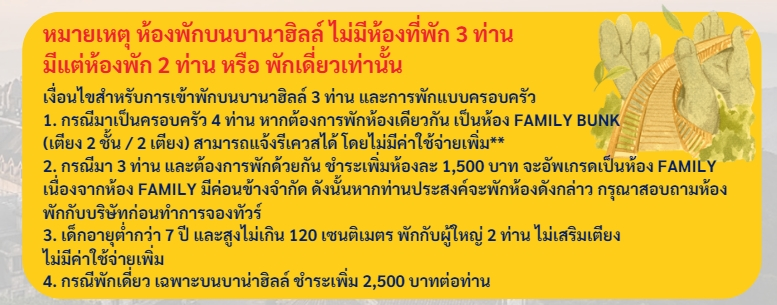 หมายเหตุ ห้องพักบนบานาฮิลล์ ไม่มีห้องที่พัก 3 ท่าน
มีแต่ห้องพัก 2 ท่าน หรือ พักเดี่ยวเท่านั้น
เงื่อนไขสำหรับการเข้าพักบนบานาฮิลล์ 3 ท่าน และการพักแบบครอบครัว
1. กรณีมาเป็นครอบครัว 4 ท่าน หากต้องการพักห้องเดียวกัน เป็นห้อง FAMILY BUNK
(เตียง 2 ชั้น / 2 เตียง) สามารถแจ้งรีเควสได้ โดยไม่มีค่าใช้จ่ายเพิ่ม**
2. กรณีมา 3 ท่าน และต้องการพักด้วยกัน ชำระเพิ่มห้องละ 1,500 บาท จะอัพเกรดเป็นห้อง FAMILY
เนื่องจากห้อง FAMILY มีค่อนข้างจำกัด ดังนั้นหากท่านประสงค์จะพักห้องดังกล่าว กรุณาสอบถามห้อง
พักกับบริษัทก่อนทำการจองทัวร์
3. เด็กอายุต่ำกว่า 7 ปี และสูงไม่เกิน 120 เซนติเมตร พักกับผู้ใหญ่ 2 ท่าน ไม่เสริมเตียง
ไม่มีค่าใช้จ่ายเพิ่ม
4. กรณีพักเดี่ยว เฉพาะบนบาน่าฮิลล์ ชำระเพิ่ม 2,500 บาทต่อท่าน